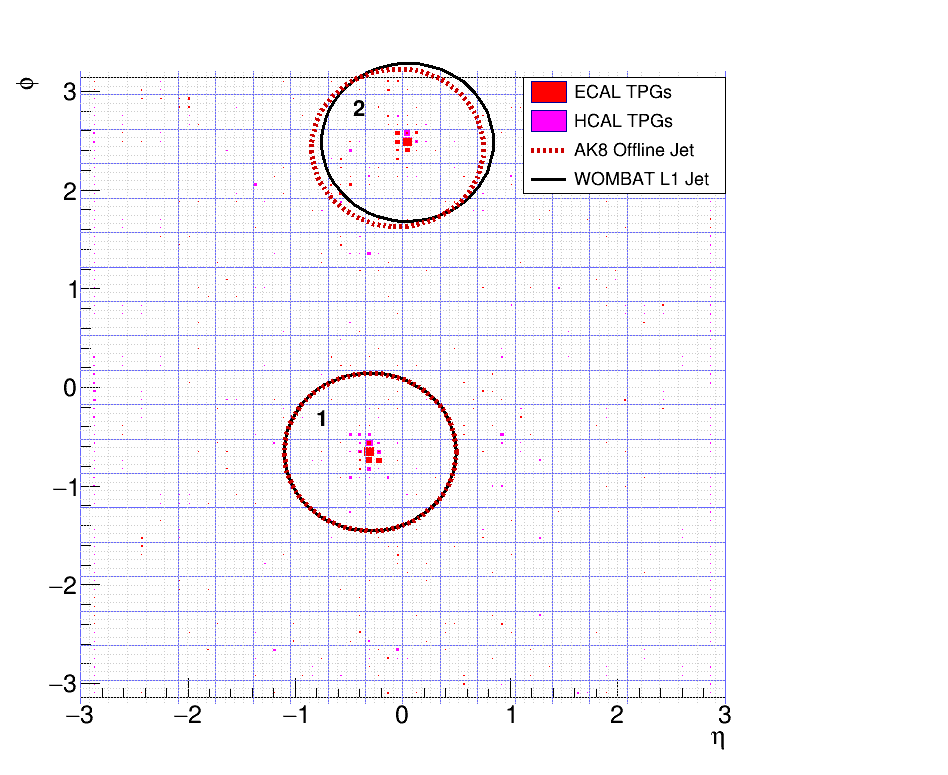 ϕ
3
2
1
0
−1
−2
−3
2
1
ECAL TPGs
HCAL TPGs
AK8 Offline Jet
WOMBAT L1 Jet
−3 −2 −1 0 1 2 3
η